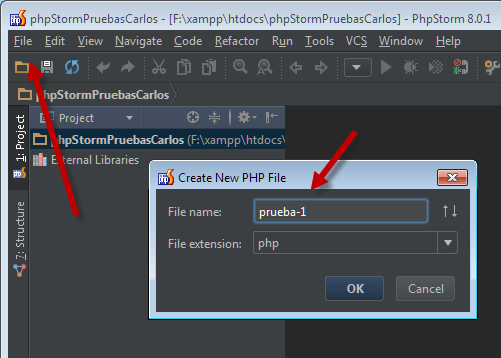 phpStormPruebasCarlos - [F:\xampp\htdocs\phpStormPruebasCarlos] - PhpStorm 8.0.1
File Edit View Navigate Code Refactor Run Tools VCS Window Help
phpStormPruebasCarlos
1: Project
Project
phpStormPruebasCarlos (F:\xampp\htdocs\
External Libraries
7: Structure
Create New PHP File
File name: prueba-1
File extension: php
OK Cancel